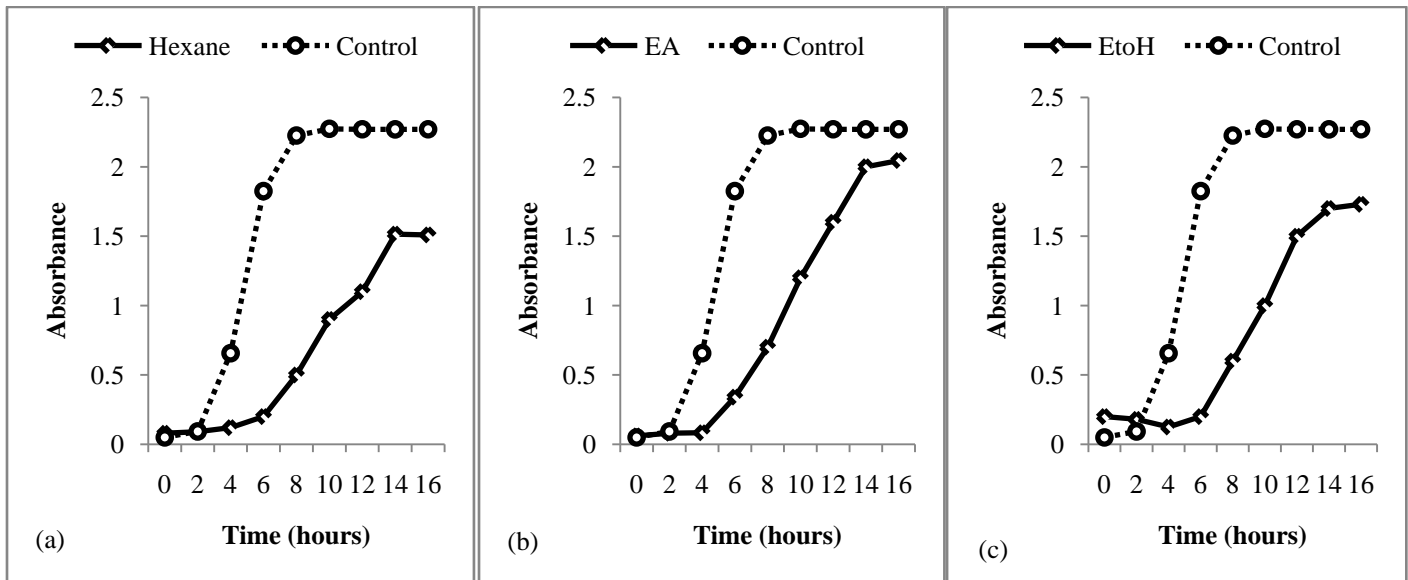 Hexane Control
Absorbance
2.5
2
1.5
1
0.5
0
0 2 4 6 8 10 12 14 16
Time (hours)
(a)
EA Control
Absorbance
2.5
2
1.5
1
0.5
0
0 2 4 6 8 10 12 14 16
Time (hours)
(b)
EtoH Control
Absorbance
2.5
2
1.5
1
0.5
0
0 2 4 6 8 10 12 14 16
Time (hours)
(c)